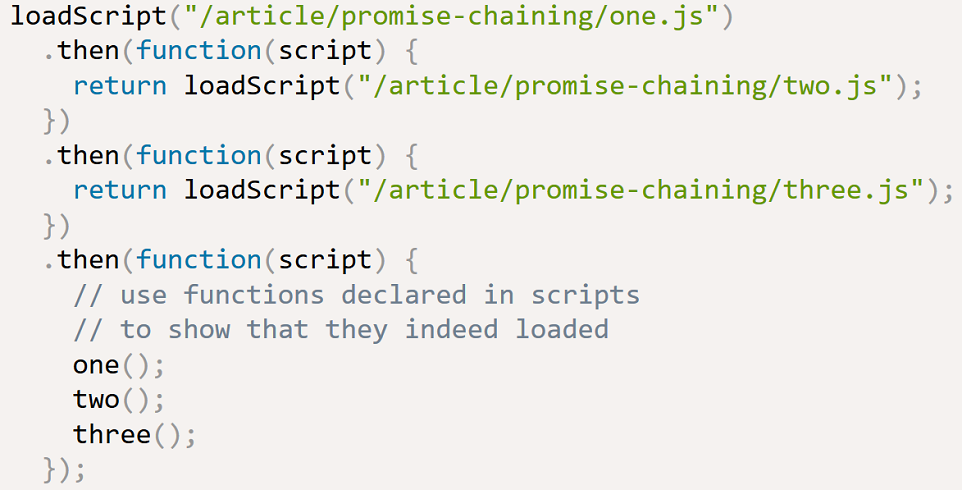 loadScript("/article/promise-chaining/one.js")
  .then(function(script) {
    return loadScript("/article/promise-chaining/two.js");
  })
  .then(function(script) {
    return loadScript("/article/promise-chaining/three.js");
  })
  .then(function(script) {
    // use functions declared in scripts
    // to show that they indeed loaded
    one();
    two();
    three();
  });